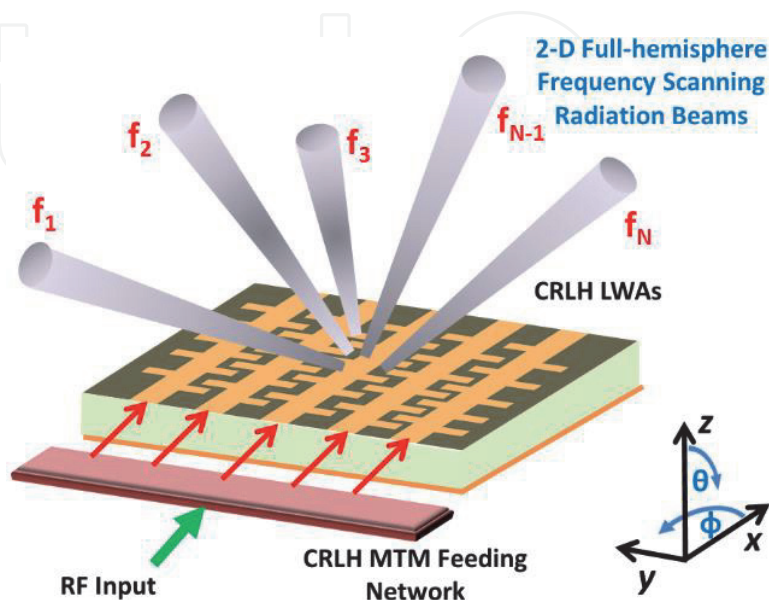 2-D Full-hemisphere
Frequency Scanning
Radiation Beams
f1
f2
f3
fN-1
fN
CRLH LWAs
z
θ
ϕ
x
y
RF Input
CRLH MTM Feeding
Network